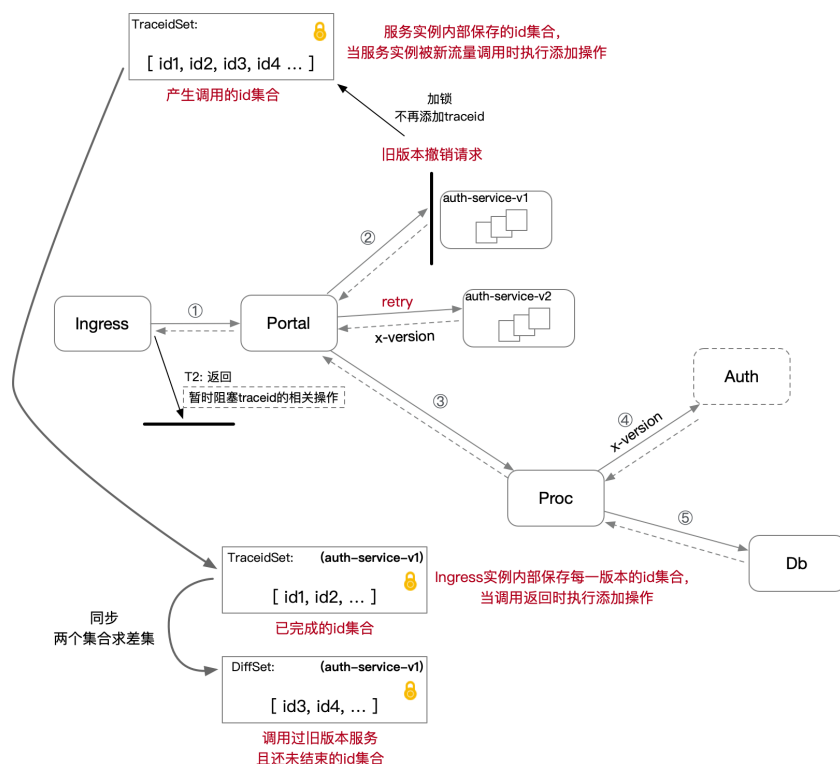 TraceidSet:
[ id1, id2, id3, id4 ... ]
产生调用的id集合
服务实例内部保存的id集合，
当服务实例被新流量调用时执行添加操作
加锁
不再添加traceid
旧版本撤销请求
auth-service-v1
②
auth-service-v2
retry
x-version
Ingress
①
Portal
T2: 返回
暂时阻塞traceid的相关操作
③
Auth
④
x-version
Proc
⑤
Db
TraceidSet:
(auth-service-v1)
[ id1, id2, ... ]
已完成的id集合
Ingress实例内部保存每一版本的id集合，
当调用返回时执行添加操作
同步
两个集合求差集
DiffSet:
(auth-service-v1)
[ id3, id4, ... ]
调用过旧版本服务
且还未结束的id集合